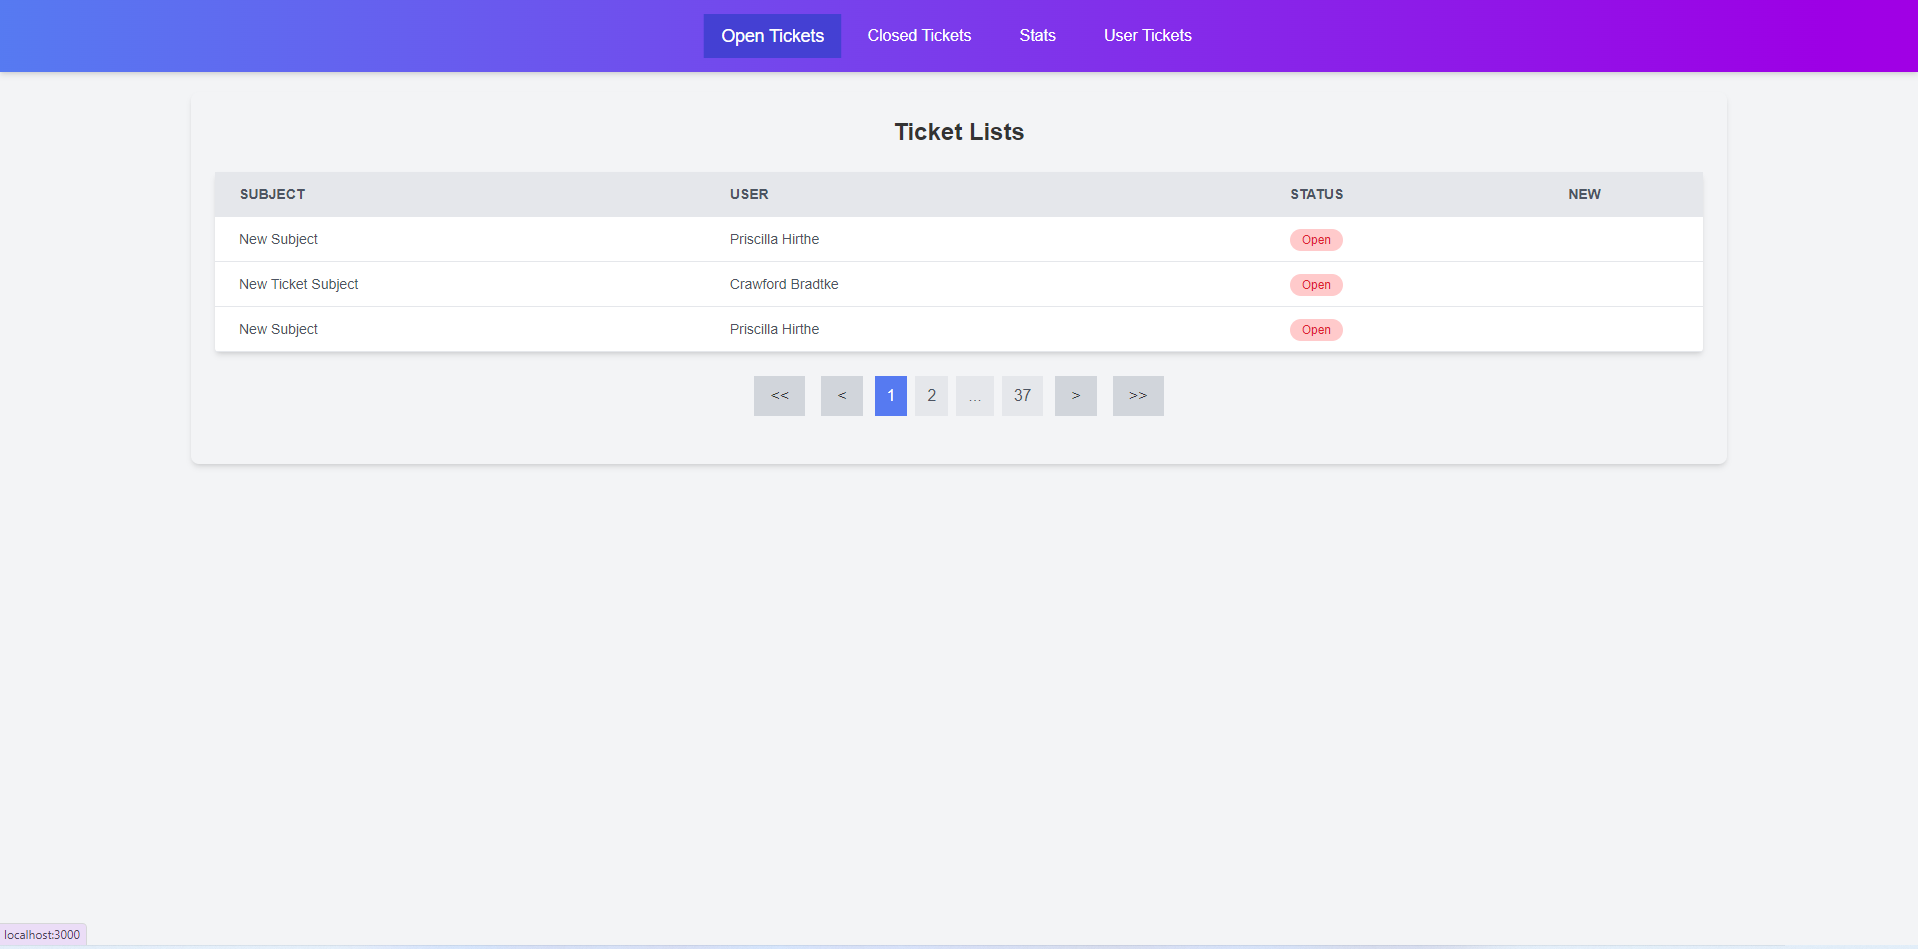 Open Tickets Closed Tickets Stats User Tickets
Ticket Lists
SUBJECT USER STATUS NEW
New Subject Priscilla Hirthe Open
New Ticket Subject Crawford Bradtke Open
New Subject Priscilla Hirthe Open
<< < 1 2 ... 37 > >>
localhost:3000